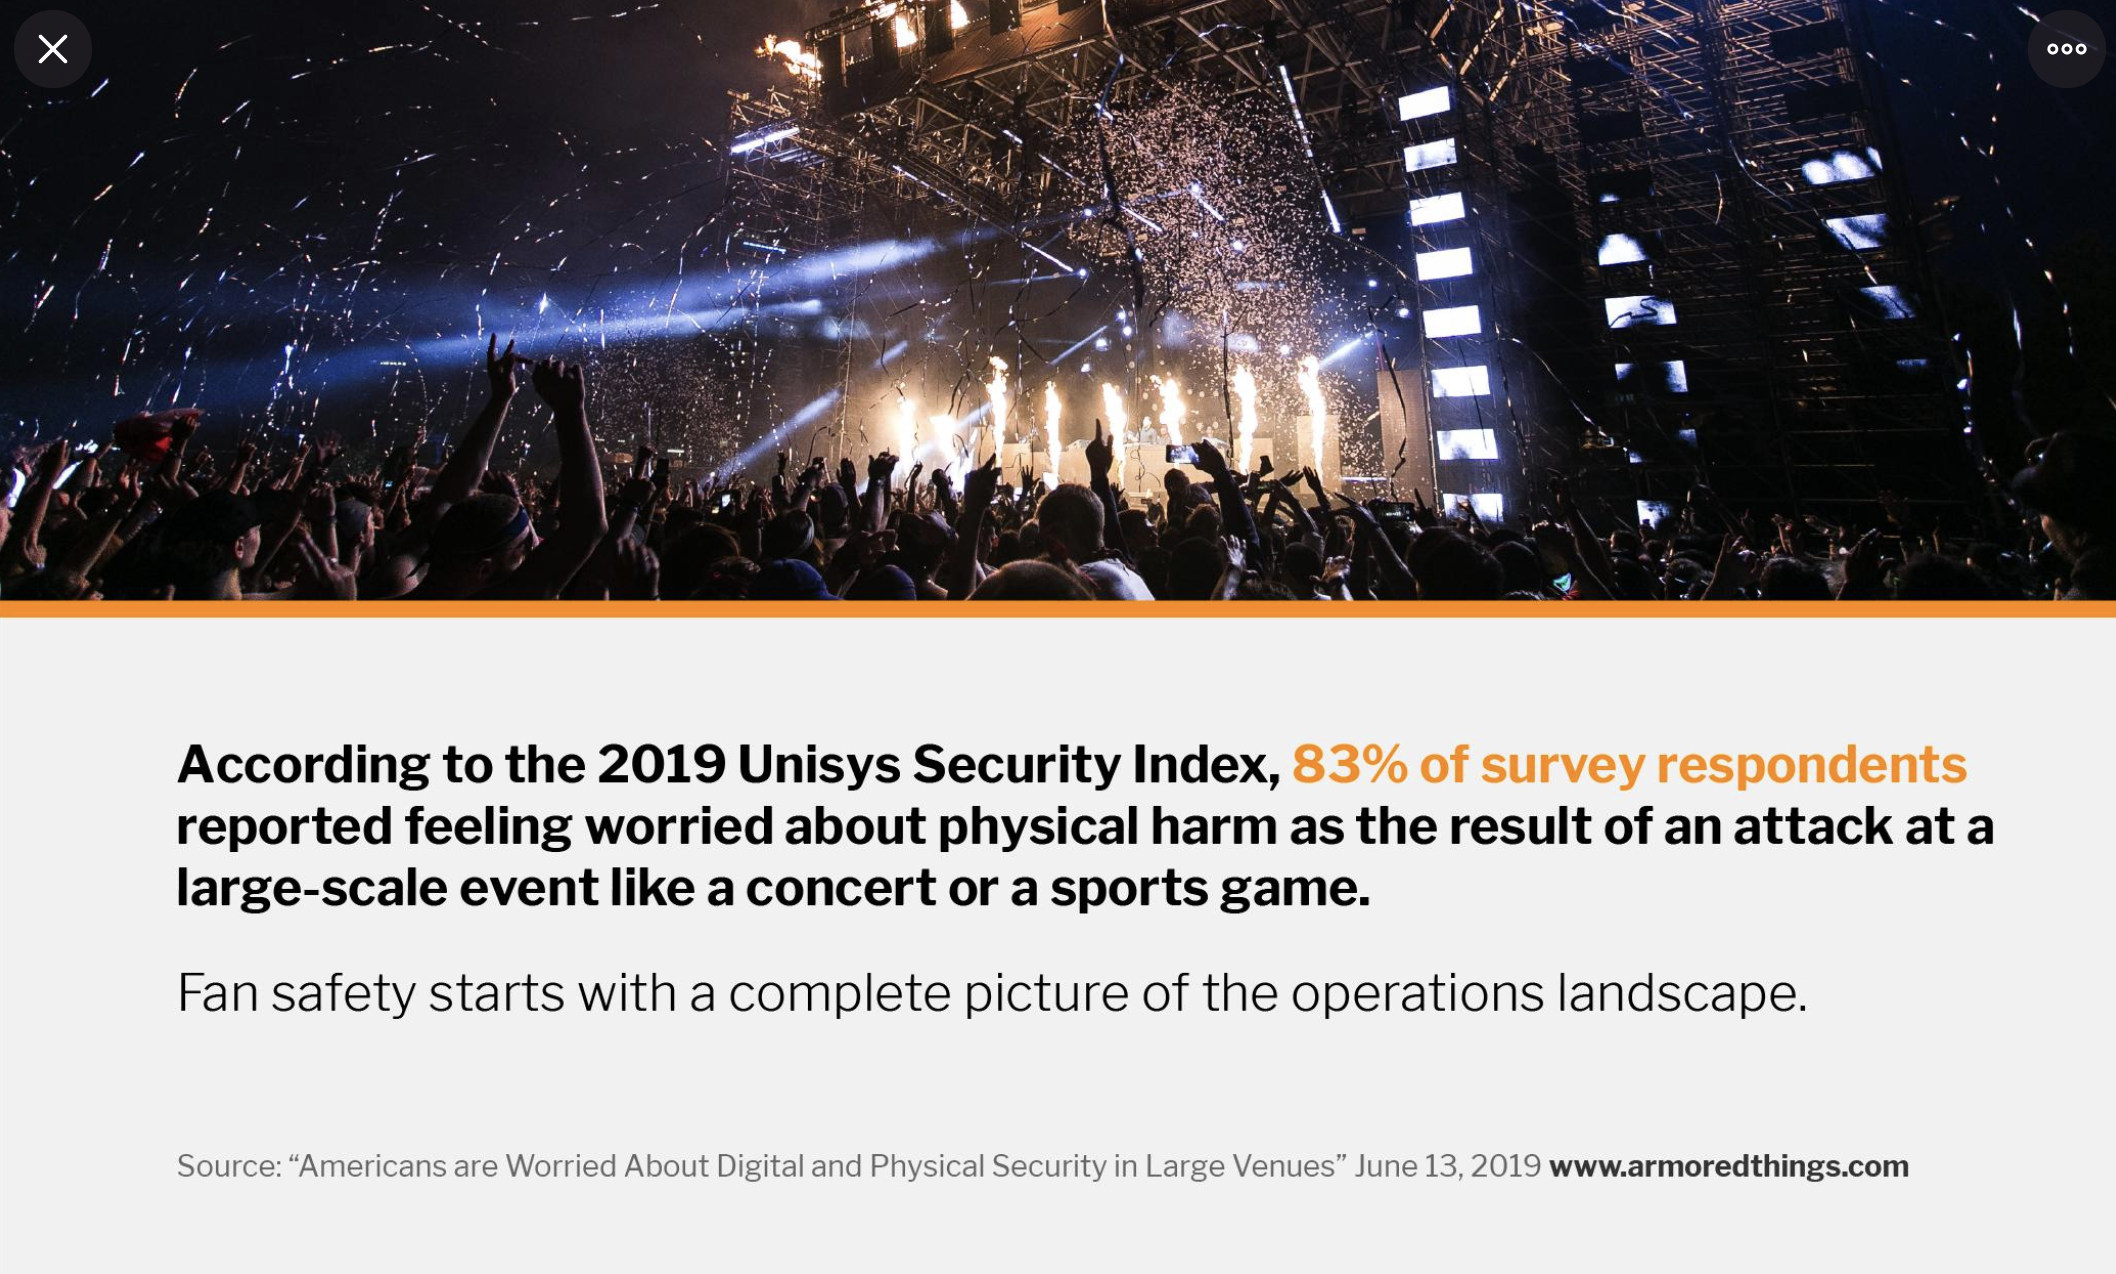 According to the 2019 Unisys Security Index, 83% of survey respondents
reported feeling worried about physical harm as the result of an attack at a
large-scale event like a concert or a sports game.
Fan safety starts with a complete picture of the operations landscape.
Source: “Americans are Worried About Digital and Physical Security in Large Venues” June 13, 2019 www.armoredthings.com